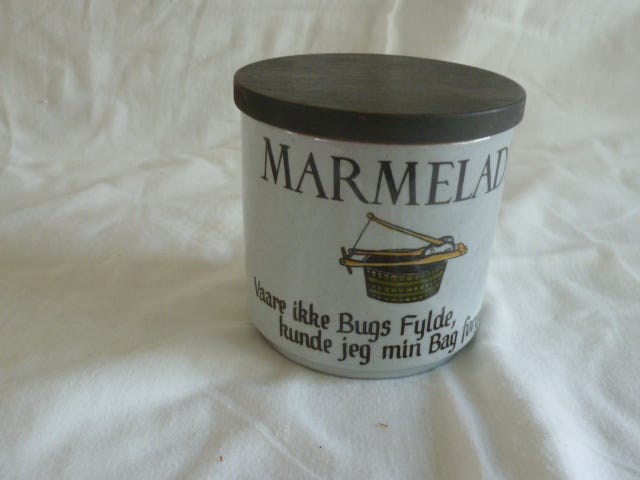 MARMELAD
Vaare ikke Bugs Fylde,
kunde jeg min Bag